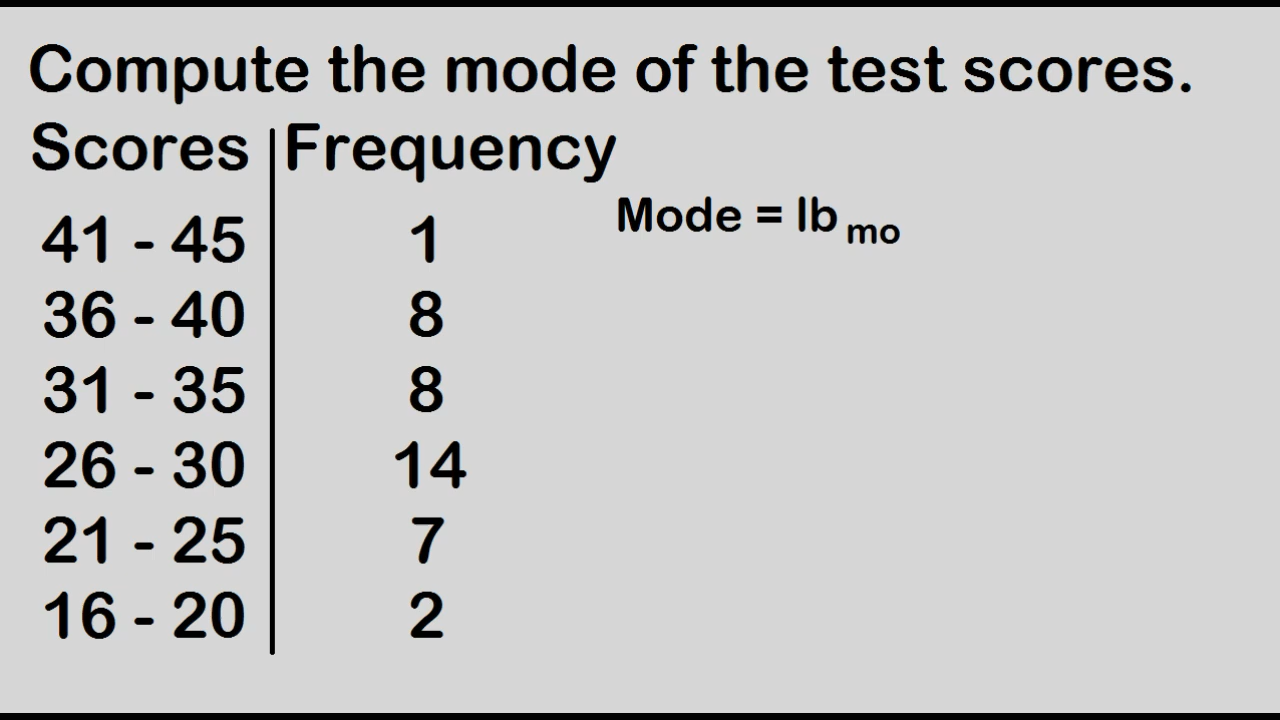 Compute the mode of the test scores.
Scores Frequency
Mode = lb mo
41 - 45 1
36 - 40 8
31 - 35 8
26 - 30 14
21 - 25 7
16 - 20 2